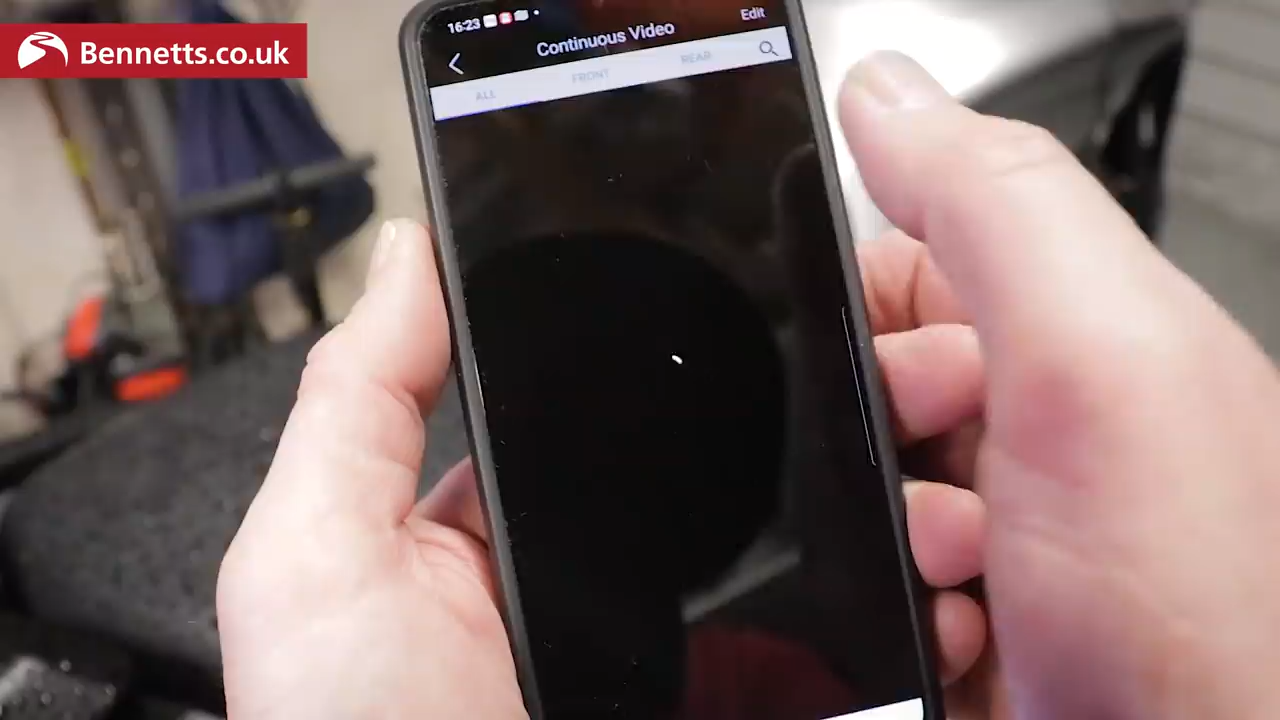 Bennetts.co.uk
16:23
Edit
Continuous Video
ALL FRONT REAR